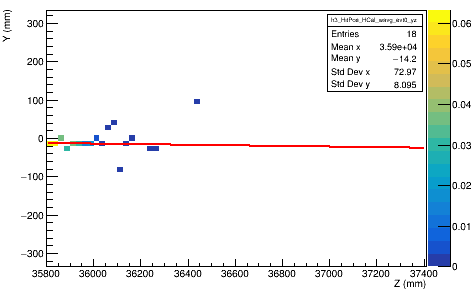 h3_HitPos_HCal_wavg_evt0_yz
Entries 18
Mean x 3.59e+04
Mean y −14.2
Std Dev x 72.97
Std Dev y 8.095
Y (mm)
300
200
100
0
−100
−200
−300
35800 36000 36200 36400 36600 36800 37000 37200 37400
Z (mm)
0.06
0.05
0.04
0.03
0.02
0.01
0